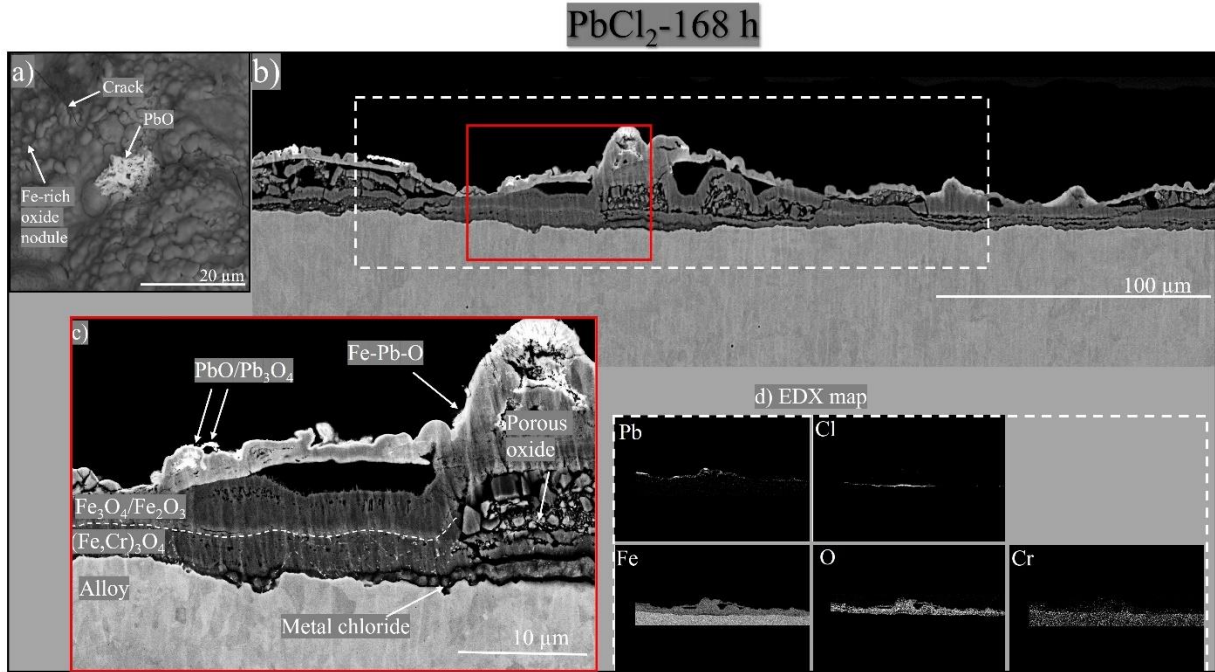 PbCl₂-168 h
a)
Crack
PbO
Fe-rich
oxide
nodule
20 µm
b)
100 µm
c)
PbO/Pb₃O₄
Fe-Pb-O
Porous
oxide
Fe₃O₄/Fe₂O₃
(Fe,Cr)₃O₄
Alloy
Metal chloride
10 µm
d) EDX map
Pb
Cl
Fe
O
Cr